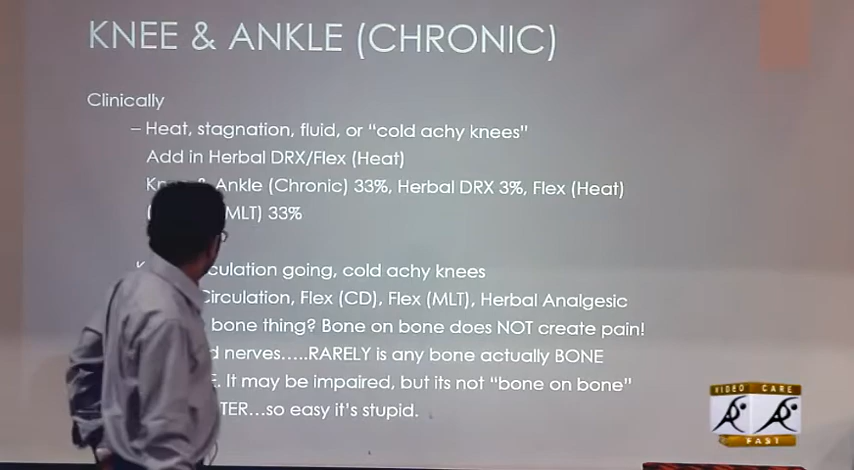 KNEE & ANKLE (CHRONIC)
Clinically
– Heat, stagnation, fluid, or “cold achy knees”
Add in Herbal DRX/Flex (Heat)
Ankle (Chronic) 33%, Herbal DRX 3%, Flex (Heat)
MLT) 33%
going, cold achy knees
Circulation, Flex (CD), Flex (MLT), Herbal Analgesic
bone thing? Bone on bone does NOT create pain!
nerves…..RARELY is any bone actually BONE
It may be impaired, but its not “bone on bone”
…so easy it’s stupid.
VIDEO CARE
FAST